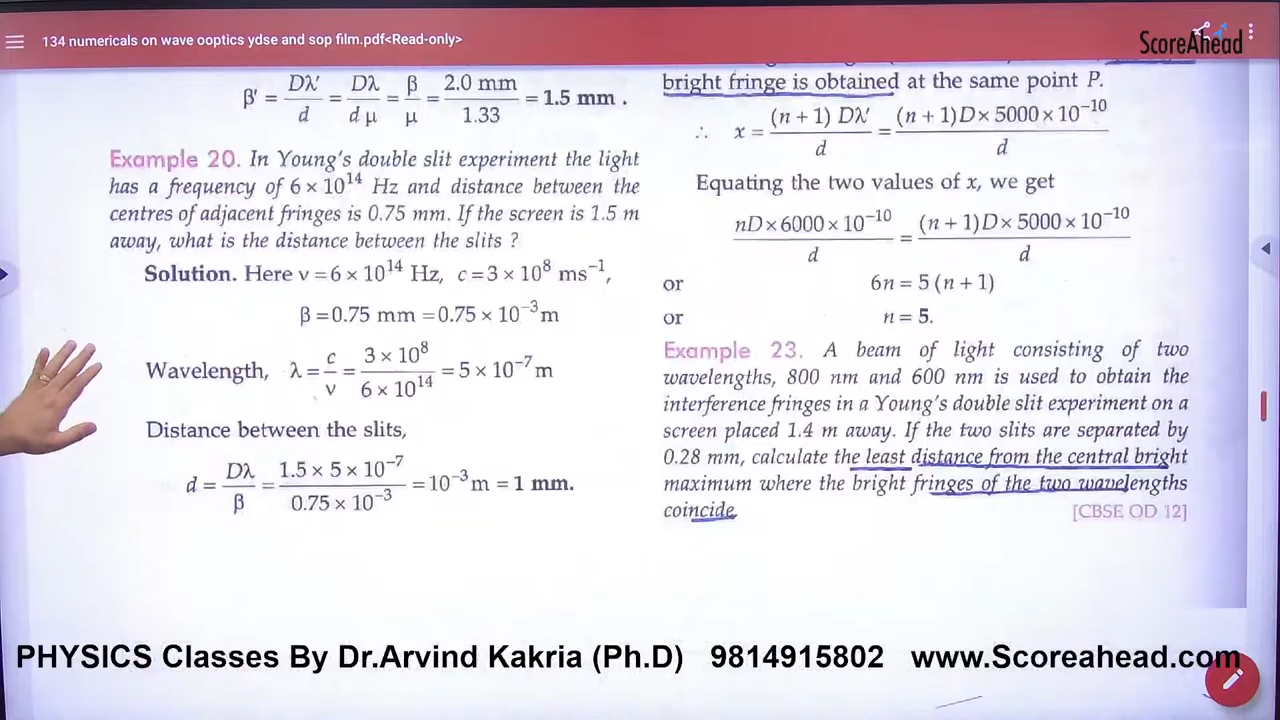 134 numericals on wave ooptics ydse and sop film.pdf<Read-only>
ScoreAhead
β′ = Dλ′/d = Dλ/d μ = β/μ = 2.0 mm/1.33 = 1.5 mm .
Example 20. In Young's double slit experiment the light
has a frequency of 6 × 10¹⁴ Hz and distance between the
centres of adjacent fringes is 0.75 mm. If the screen is 1.5 m
away, what is the distance between the slits ?
Solution. Here ν = 6 × 10¹⁴ Hz, c = 3 × 10⁸ ms⁻¹,
β = 0.75 mm = 0.75 × 10⁻³ m
Wavelength, λ = c/ν = 3 × 10⁸/6 × 10¹⁴ = 5 × 10⁻⁷ m
Distance between the slits,
d = Dλ/β = 1.5 × 5 × 10⁻⁷/0.75 × 10⁻³ = 10⁻³ m = 1 mm.
bright fringe is obtained at the same point P.
∴ x = (n + 1) Dλ′/d = (n + 1) D × 5000 × 10⁻¹⁰/d
Equating the two values of x, we get
nD × 6000 × 10⁻¹⁰/d = (n + 1) D × 5000 × 10⁻¹⁰/d
or 6n = 5 (n + 1)
or n = 5.
Example 23. A beam of light consisting of two
wavelengths, 800 nm and 600 nm is used to obtain the
interference fringes in a Young's double slit experiment on a
screen placed 1.4 m away. If the two slits are separated by
0.28 mm, calculate the least distance from the central bright
maximum where the bright fringes of the two wavelengths
coincide.
[CBSE OD 12]
PHYSICS Classes By Dr.Arvind Kakria (Ph.D) 9814915802 www.Scoreahead.com